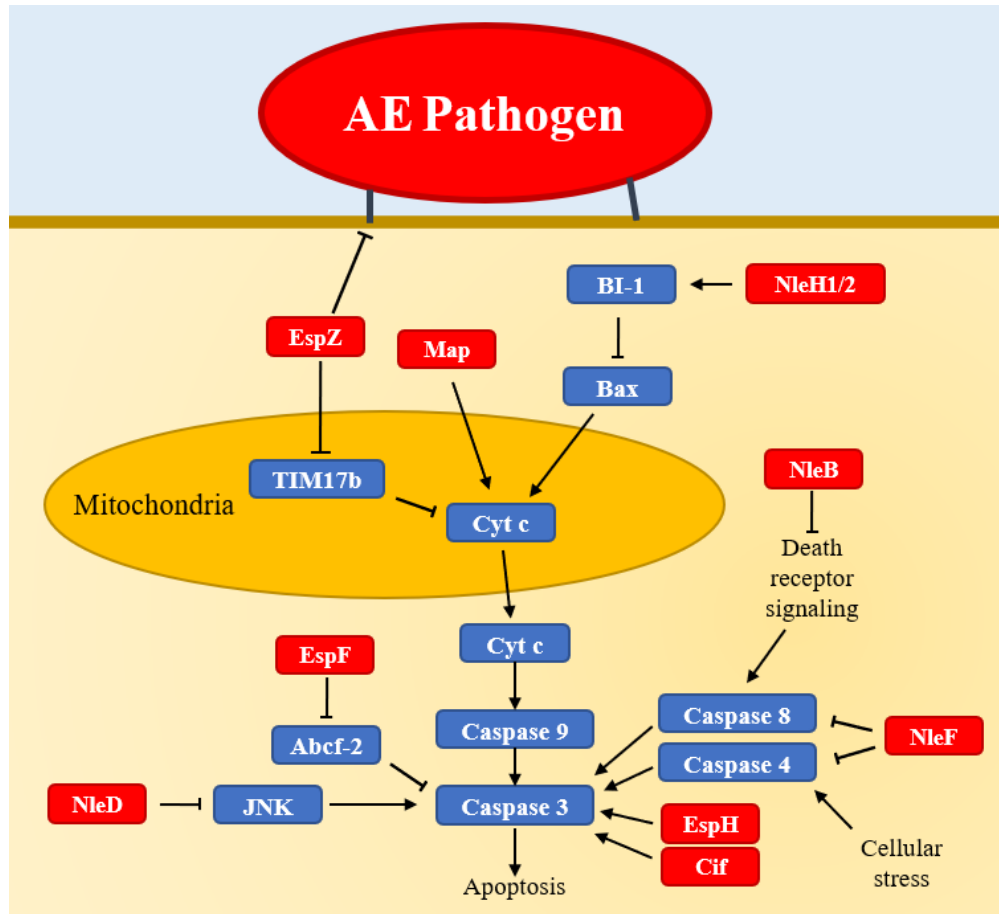 AE Pathogen
BI-1
NleH1/2
EspZ
Map
Bax
TIM17b
NleB
Mitochondria
Cyt c
Death
receptor
signaling
Cyt c
EspF
Caspase 8
Caspase 9
NleF
Abcf-2
Caspase 4
NleD
JNK
Caspase 3
EspH
Cif
Cellular
stress
Apoptosis